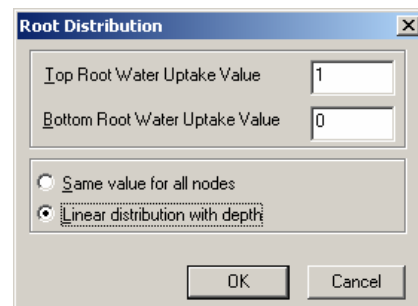 Root Distribution
Top Root Water Uptake Value 1
Bottom Root Water Uptake Value 0
Same value for all nodes
Linear distribution with depth
OK Cancel